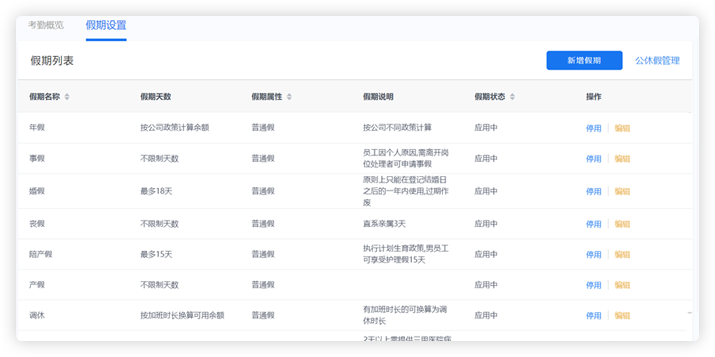 考勤概览 假期设置
假期列表 新增假期 公休假管理
假期名称 假期天数 假期属性 假期说明 假期状态 操作
年假 按公司政策计算余额 普通假 按公司不同政策计算 应用中 停用 编辑
事假 不限制天数 普通假 员工因个人原因,需离开岗 应用中 停用 编辑
位处理者可申请事假
婚假 最多18天 普通假 原则上只能在登记结婚日 应用中 停用 编辑
之后的一年内使用,过期作
废
丧假 不限制天数 普通假 直系亲属3天 应用中 停用 编辑
陪产假 最多15天 普通假 执行计划生育政策,男员工 应用中 停用 编辑
可享受护理假15天
产假 不限制天数 普通假 应用中 停用 编辑
调休 按加班时长换算可用余额 普通假 有加班时长的可换算为调 应用中 停用 编辑
休时长
2天以上需提供三甲医院病